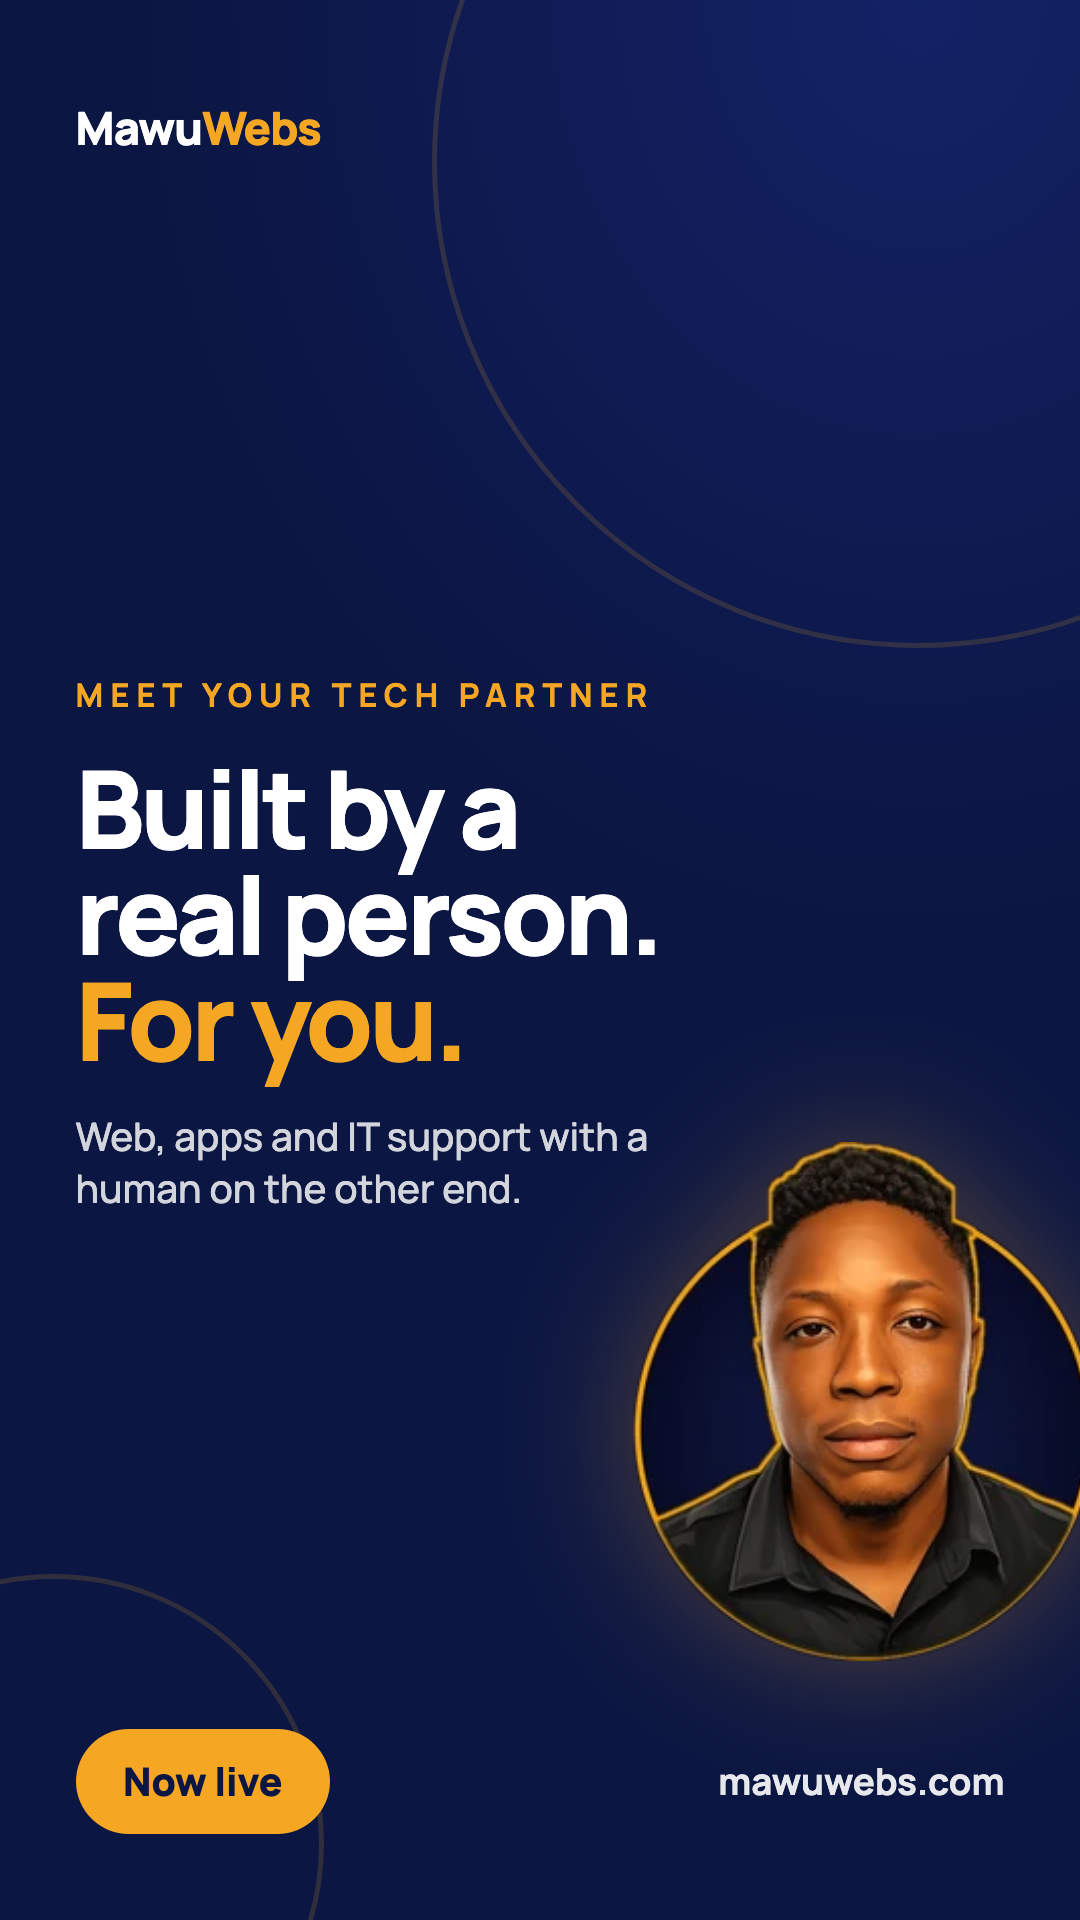 MawuWebs
MEET YOUR TECH PARTNER
Built by a
real person.
For you.
Web, apps and IT support with a
human on the other end.
Now live
mawuwebs.com